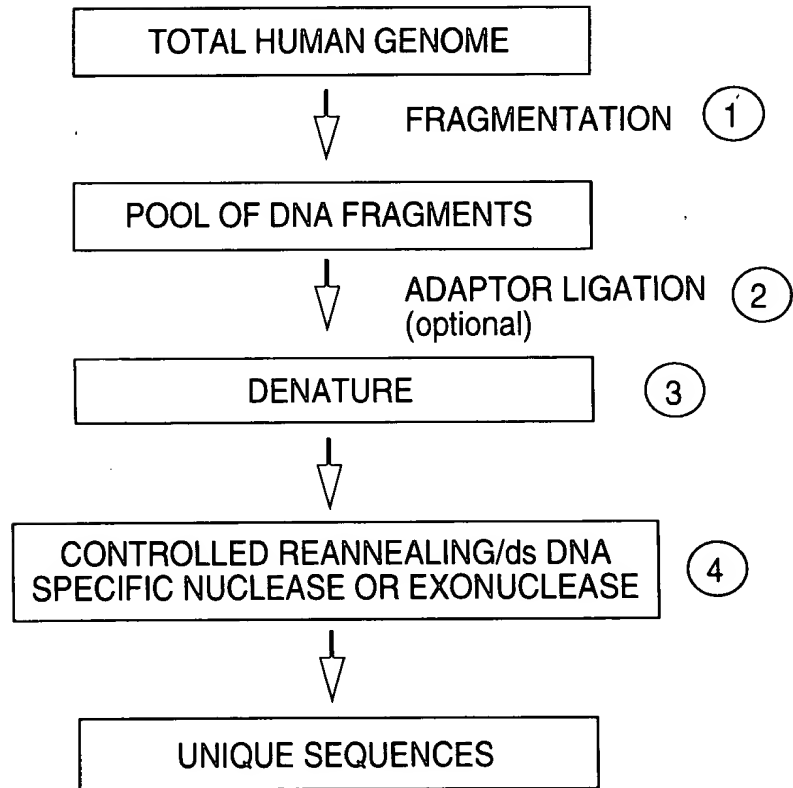 TOTAL HUMAN GENOME
FRAGMENTATION 1
POOL OF DNA FRAGMENTS
ADAPTOR LIGATION 2
(optional)
DENATURE 3
CONTROLLED REANNEALING/ds DNA
SPECIFIC NUCLEASE OR EXONUCLEASE 4
UNIQUE SEQUENCES